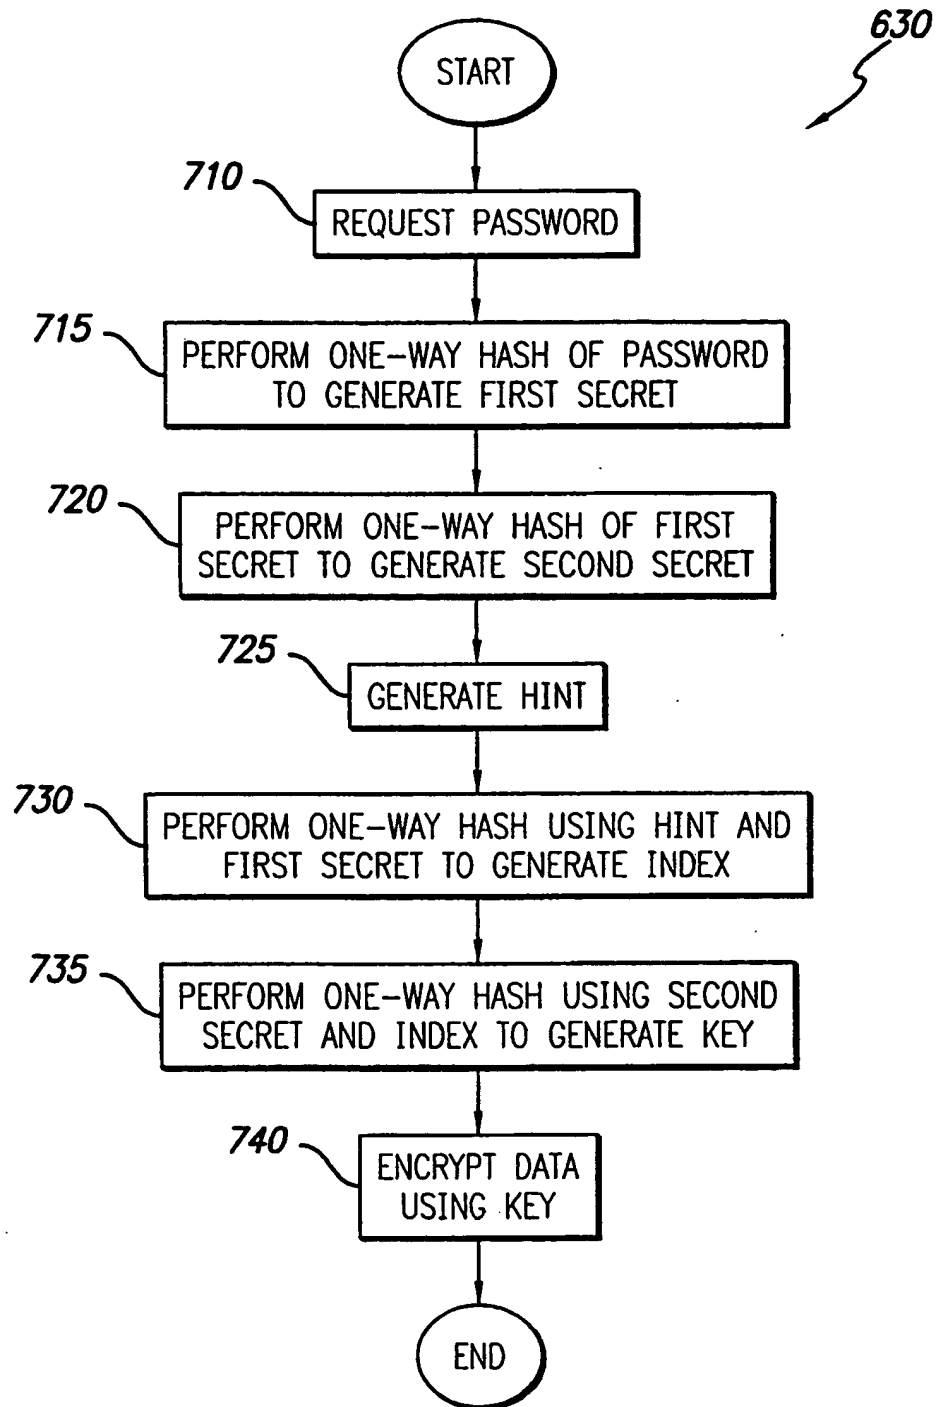 630
START
710
REQUEST PASSWORD
715
PERFORM ONE-WAY HASH OF PASSWORD
TO GENERATE FIRST SECRET
720
PERFORM ONE-WAY HASH OF FIRST
SECRET TO GENERATE SECOND SECRET
725
GENERATE HINT
730
PERFORM ONE-WAY HASH USING HINT AND
FIRST SECRET TO GENERATE INDEX
735
PERFORM ONE-WAY HASH USING SECOND
SECRET AND INDEX TO GENERATE KEY
740
ENCRYPT DATA
USING KEY
END